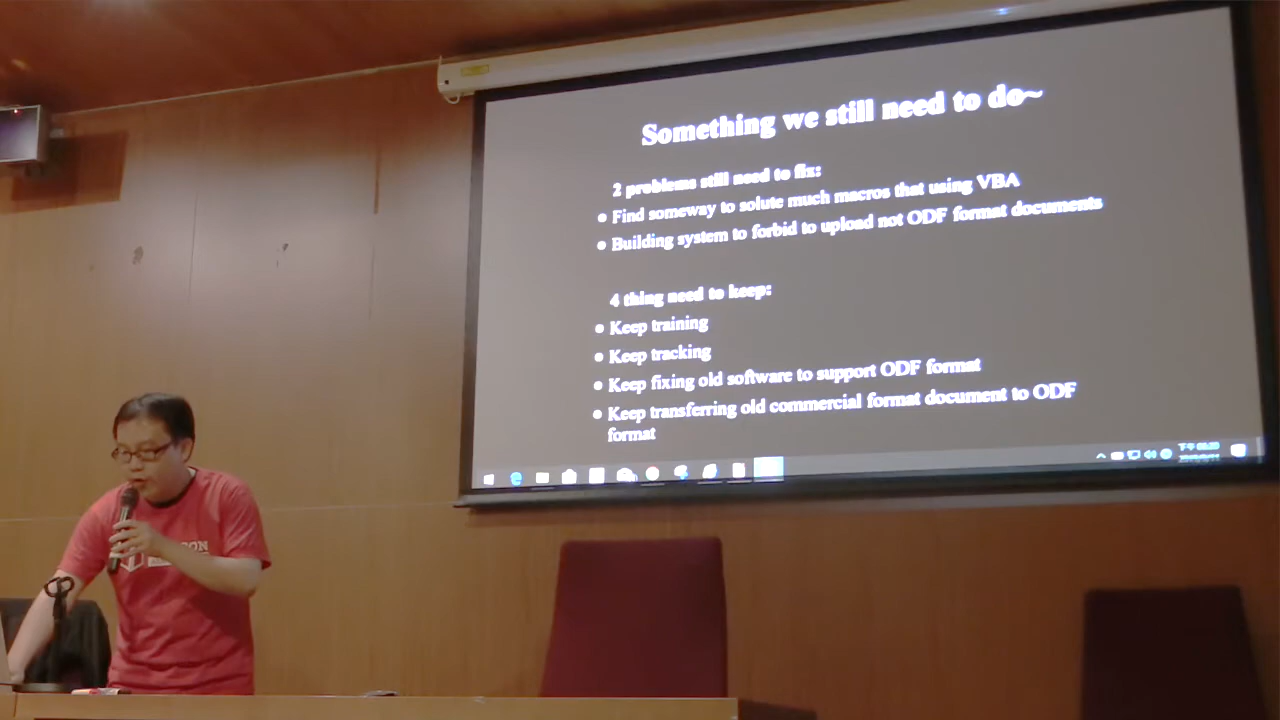 Something we still need to do~
2 problems still need to fix:
Find someway to solute much macros that using VBA
Building system to forbid to upload not ODF format documents
4 thing need to keep:
Keep training
Keep tracking
Keep fixing old software to support ODF format
Keep transferring old commercial format document to ODF
format